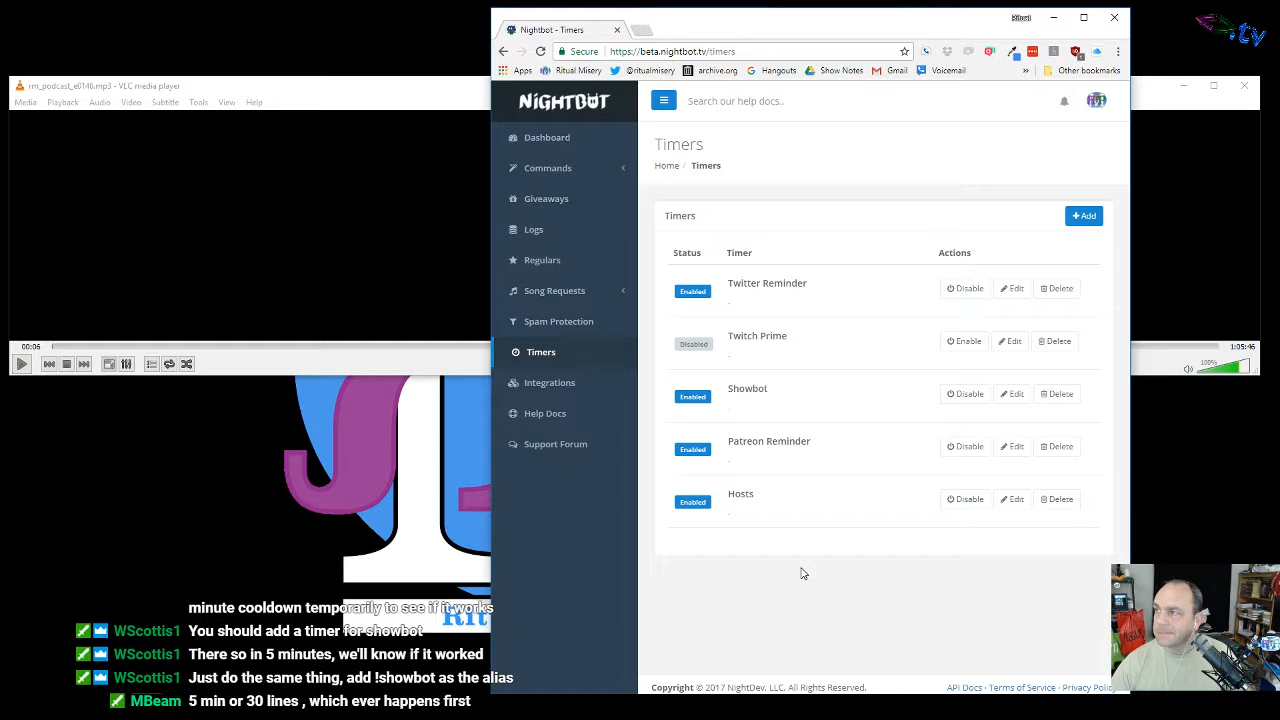 Nightbot - Timers
Secure https://beta.nightbot.tv/timers
Apps Ritual Misery @ritualmisery archive.org Hangouts Show Notes Gmail Voicemail » Other bookmarks
rm_podcast_e0146.mp3 - VLC media player
Media Playback Audio Video Subtitle Tools View Help
NIGHTBOT
Search our help docs..
Dashboard
Commands
Giveaways
Logs
Regulars
Song Requests
Spam Protection
Timers
Integrations
Help Docs
Support Forum
Timers
Home / Timers
Timers
+ Add
Status Timer Actions
Enabled Twitter Reminder Disable Edit Delete
Disabled Twitch Prime Enable Edit Delete
Enabled Showbot Disable Edit Delete
Enabled Patreon Reminder Disable Edit Delete
Enabled Hosts Disable Edit Delete
00:06 1:05:46
100%
itv
minute cooldown temporarily to see if it works
WScottis1 You should add a timer for showbot
WScottis1 There so in 5 minutes, we'll know if it worked
WScottis1 Just do the same thing, add !showbot as the alias
MBeam 5 min or 30 lines , which ever happens first
Copyright © 2017 NightDev, LLC. All Rights Reserved. API Docs - Terms of Service - Privacy Policy